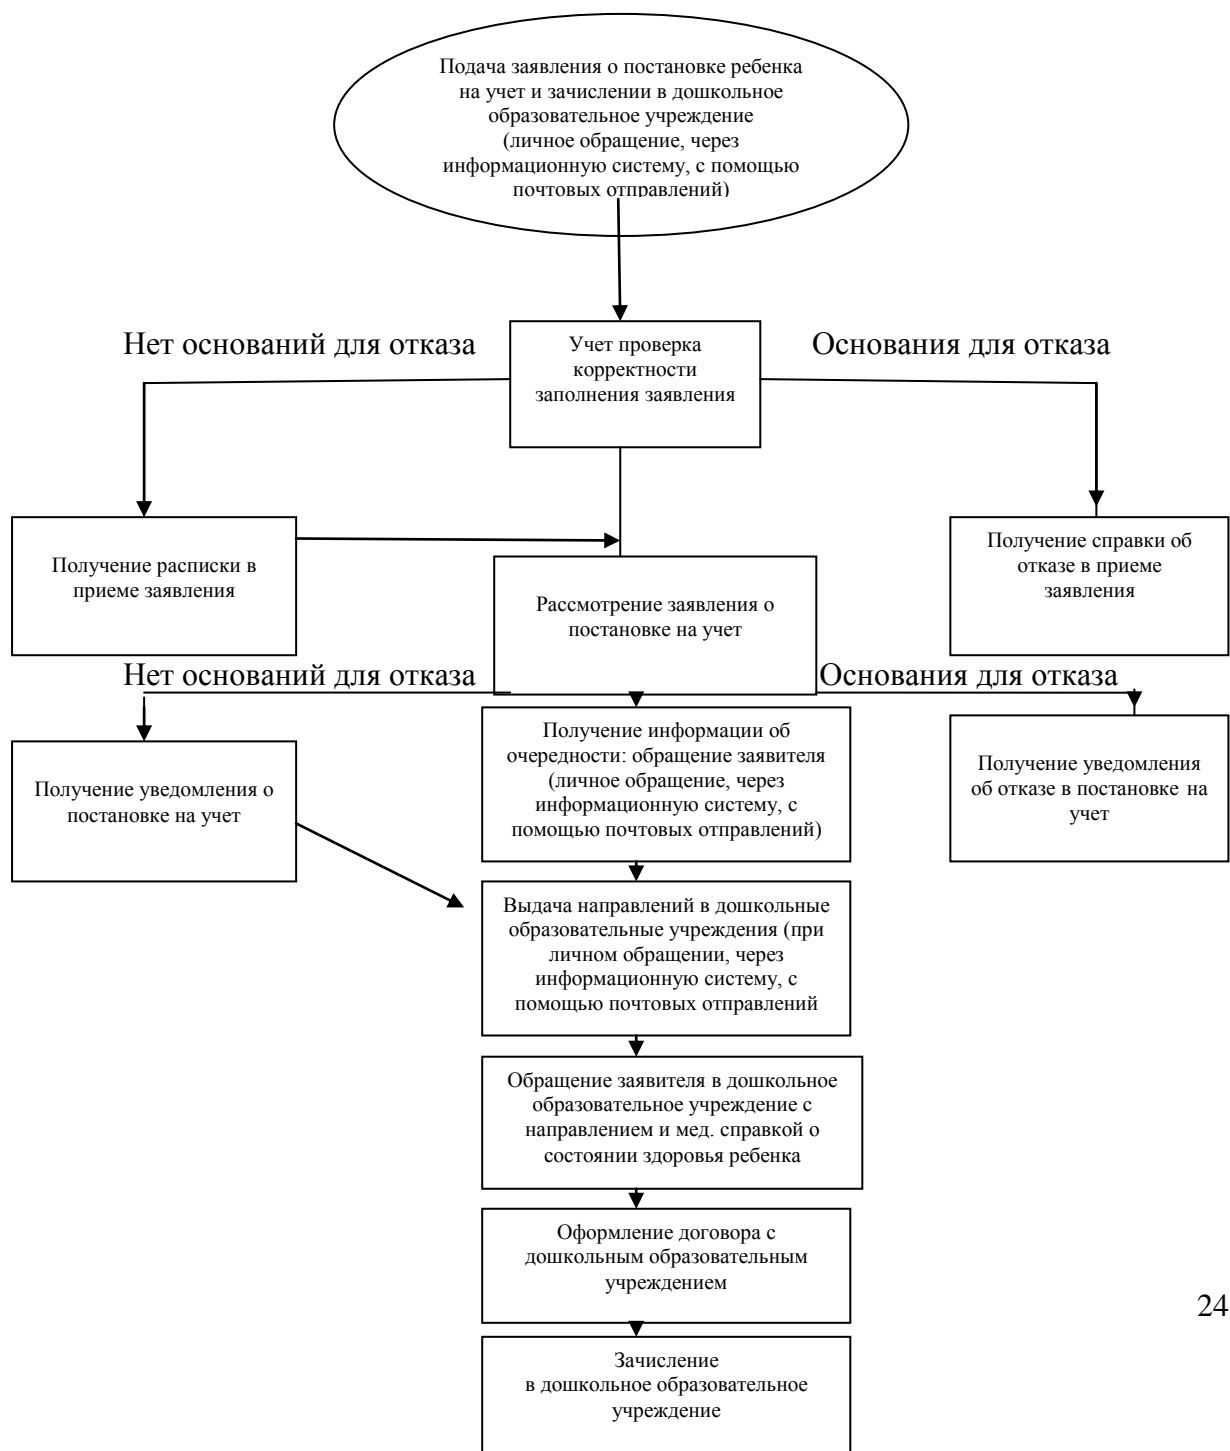 Подача заявления о постановке ребенка
на учет и зачислении в дошкольное
образовательное учреждение
(личное обращение, через
информационную систему, с помощью
почтовых отправлений)
Нет оснований для отказа
Учет проверка
корректности
заполнения заявления
Основания для отказа
Получение расписки в
приеме заявления
Рассмотрение заявления о
постановке на учет
Получение справки об
отказе в приеме
заявления
Нет оснований для отказа
Основания для отказа
Получение уведомления о
постановке на учет
Получение информации об
очередности: обращение заявителя
(личное обращение, через
информационную систему, с
помощью почтовых отправлений)
Получение уведомления
об отказе в постановке на
учет
Выдача направлений в дошкольные
образовательные учреждения (при
личном обращении, через
информационную систему, с
помощью почтовых отправлений
Обращение заявителя в дошкольное
образовательное учреждение с
направлением и мед. справкой о
состоянии здоровья ребенка
Оформление договора с
дошкольным образовательным
учреждением
24
Зачисление
в дошкольное образовательное
учреждение